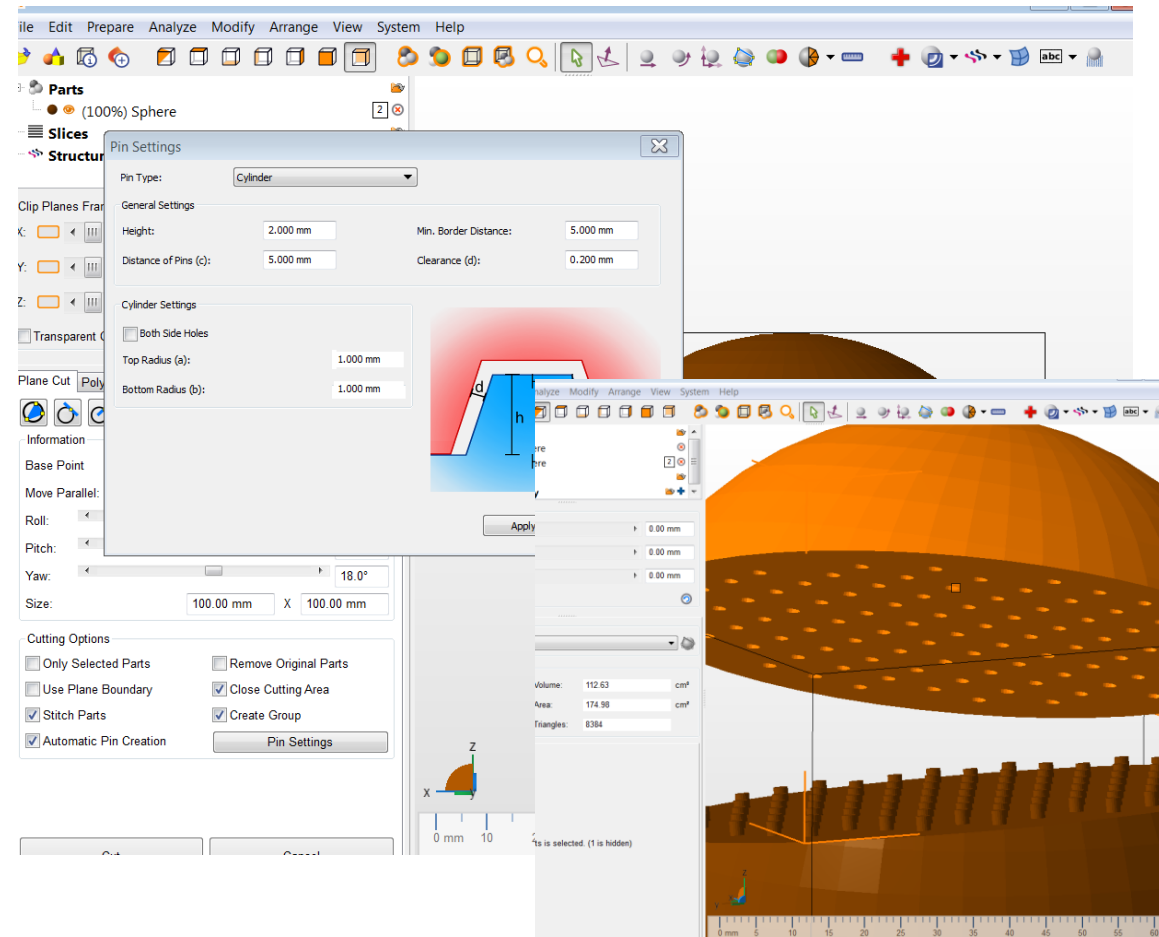 ile Edit Prepare Analyze Modify Arrange View System Help
abc
Parts
(100%) Sphere 2
Slices
Structur
Pin Settings
Pin Type: Cylinder
General Settings
Height: 2.000 mm Min. Border Distance: 5.000 mm
Distance of Pins (c): 5.000 mm Clearance (d): 0.200 mm
Cylinder Settings
Both Side Holes
Top Radius (a): 1.000 mm
Bottom Radius (b): 1.000 mm
d
h
Apply
Clip Planes Fran
X:
Y:
Z:
Transparent
Plane Cut Poly
Information
Base Point
Move Parallel:
Roll:
Pitch:
Yaw: 18.0°
Size: 100.00 mm X 100.00 mm
Cutting Options
Only Selected Parts Remove Original Parts
Use Plane Boundary Close Cutting Area
Stitch Parts Create Group
Automatic Pin Creation Pin Settings
Cut Cancel
Z
X y
0 mm 10
nalyze Modify Arrange View System Help
abc
ere
ere 2
y
0.00 mm
0.00 mm
0.00 mm
Volume: 112.63 cm³
Area: 174.98 cm²
Triangles: 8384
ts is selected. (1 is hidden)
z
0 mm 5 10 15 20 25 30 35 40 45 50 55 60